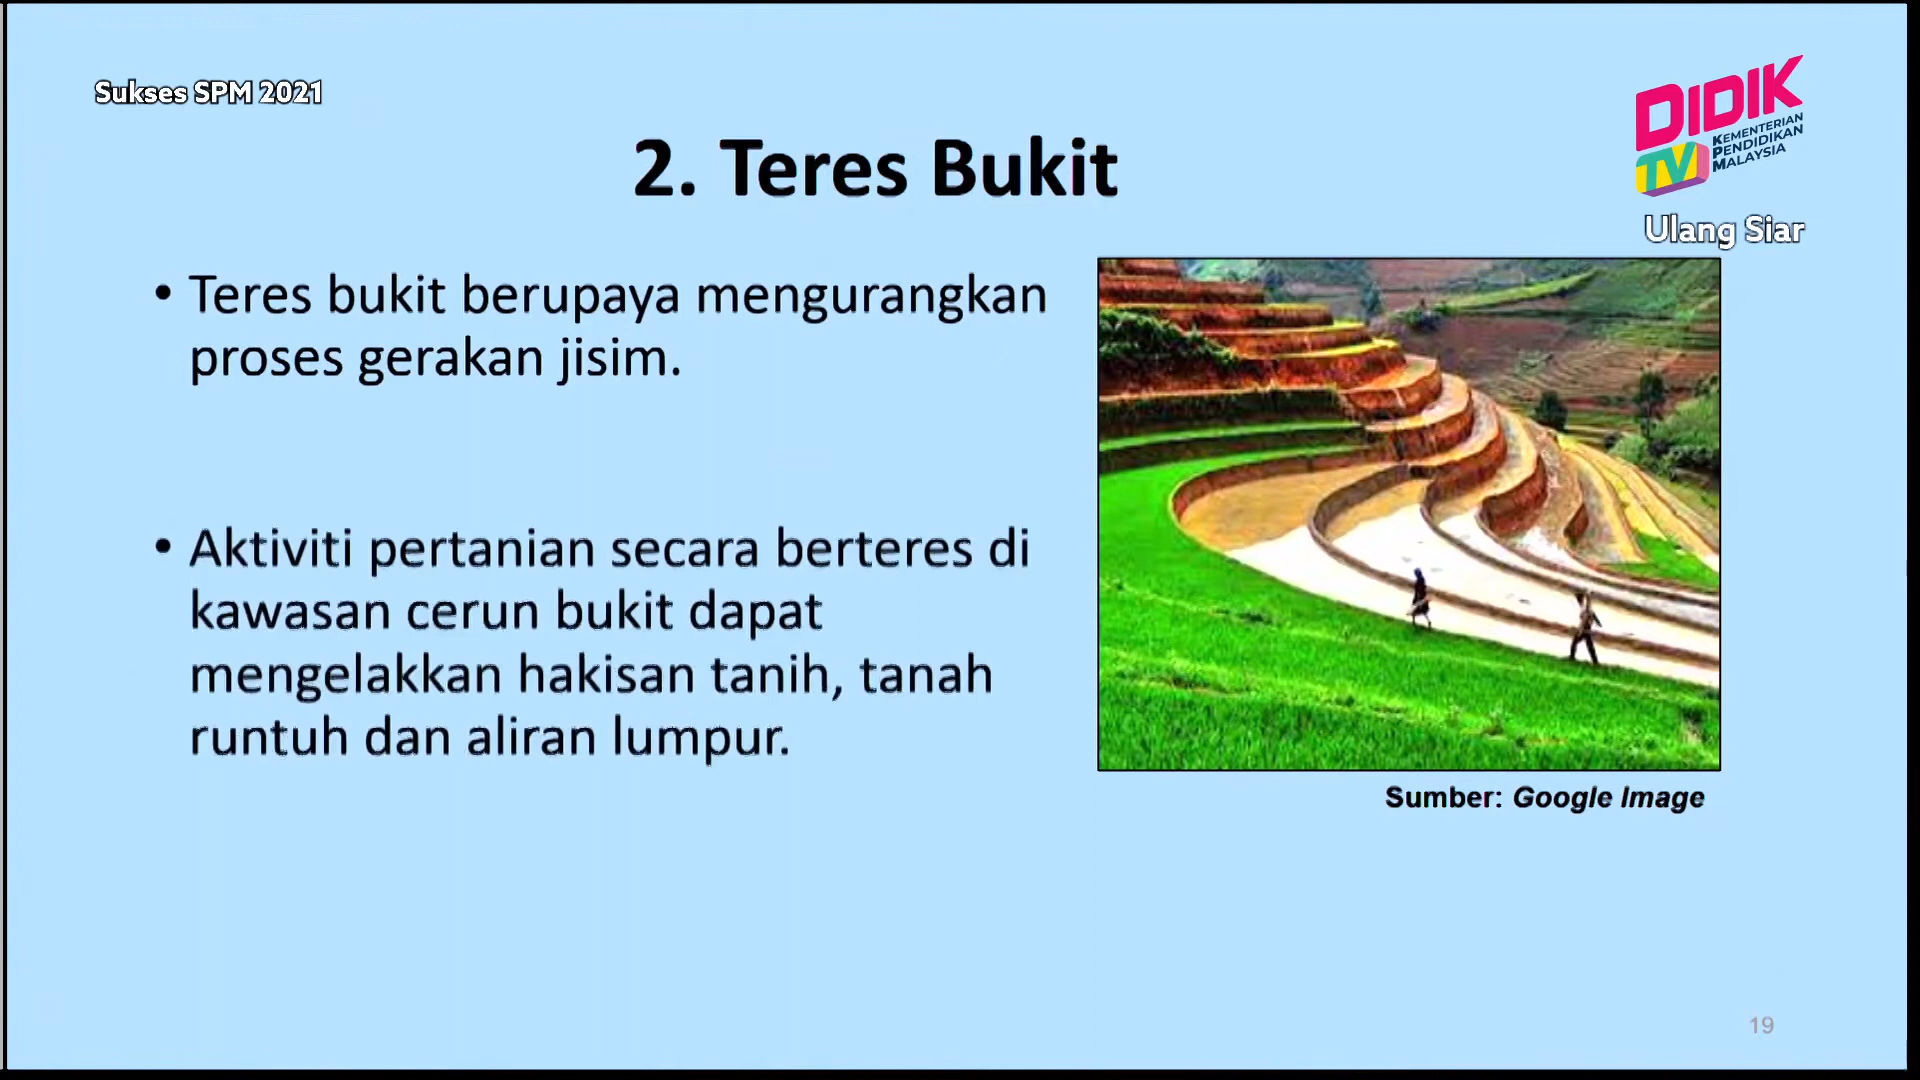 Sukses SPM 2021
DIDIK
TV
KEMENTERIAN
PENDIDIKAN
MALAYSIA
Ulang Siar
2. Teres Bukit
• Teres bukit berupaya mengurangkan
proses gerakan jisim.
• Aktiviti pertanian secara berteres di
kawasan cerun bukit dapat
mengelakkan hakisan tanih, tanah
runtuh dan aliran lumpur.
Sumber: Google Image
19